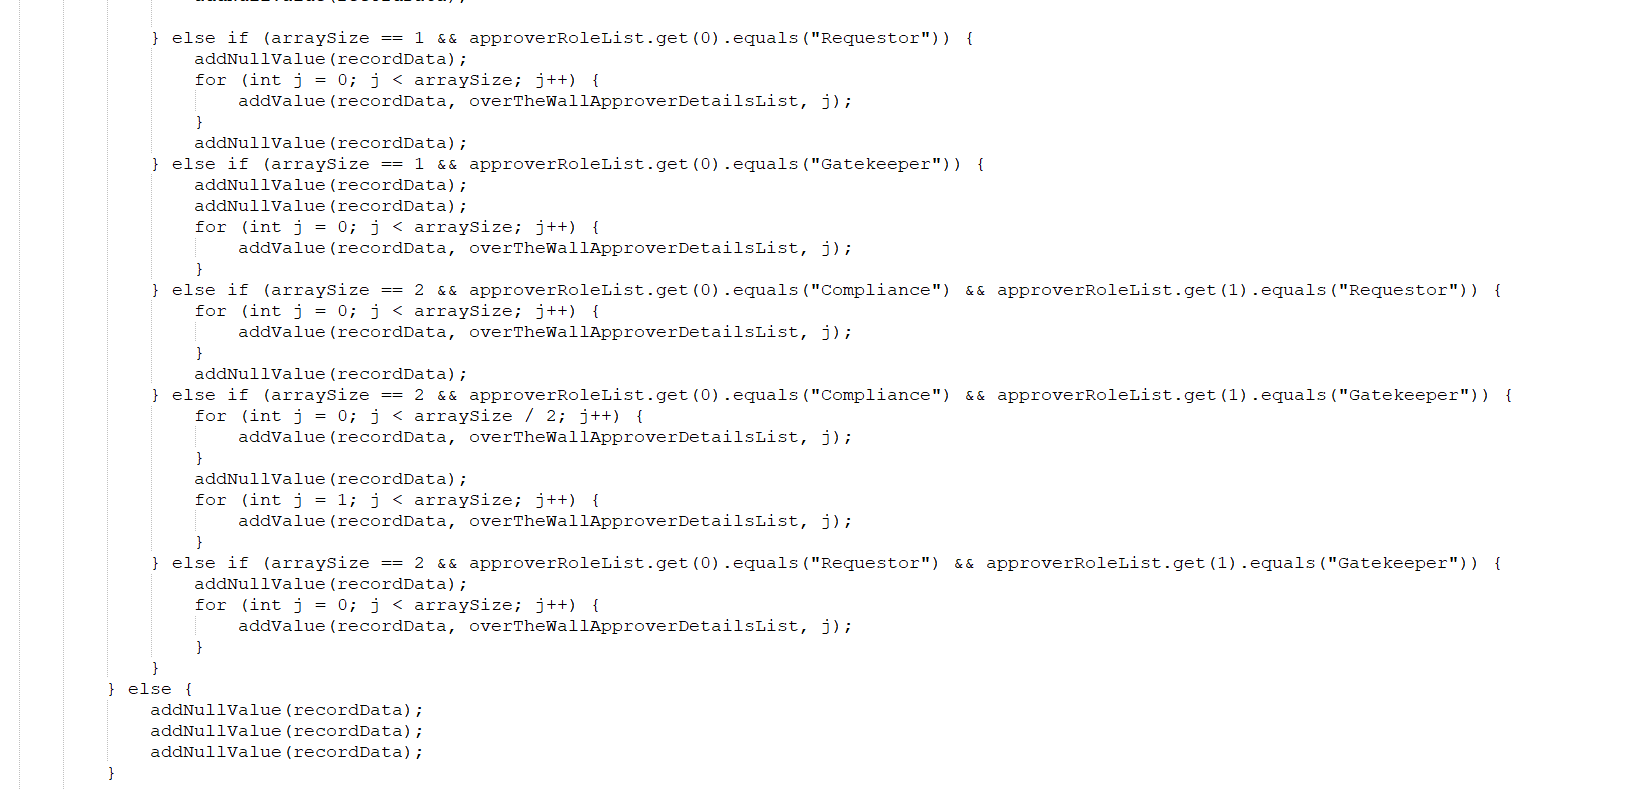 } else if (arraySize == 1 && approverRoleList.get(0).equals("Requestor")) {
addNullValue(recordData);
for (int j = 0; j < arraySize; j++) {
addValue(recordData, overTheWallApproverDetailsList, j);
}
addNullValue(recordData);
} else if (arraySize == 1 && approverRoleList.get(0).equals("Gatekeeper")) {
addNullValue(recordData);
addNullValue(recordData);
for (int j = 0; j < arraySize; j++) {
addValue(recordData, overTheWallApproverDetailsList, j);
}
} else if (arraySize == 2 && approverRoleList.get(0).equals("Compliance") && approverRoleList.get(1).equals("Requestor")) {
for (int j = 0; j < arraySize; j++) {
addValue(recordData, overTheWallApproverDetailsList, j);
}
addNullValue(recordData);
} else if (arraySize == 2 && approverRoleList.get(0).equals("Compliance") && approverRoleList.get(1).equals("Gatekeeper")) {
for (int j = 0; j < arraySize / 2; j++) {
addValue(recordData, overTheWallApproverDetailsList, j);
}
addNullValue(recordData);
for (int j = 1; j < arraySize; j++) {
addValue(recordData, overTheWallApproverDetailsList, j);
}
} else if (arraySize == 2 && approverRoleList.get(0).equals("Requestor") && approverRoleList.get(1).equals("Gatekeeper")) {
addNullValue(recordData);
for (int j = 0; j < arraySize; j++) {
addValue(recordData, overTheWallApproverDetailsList, j);
}
}
} else {
addNullValue(recordData);
addNullValue(recordData);
addNullValue(recordData);
}